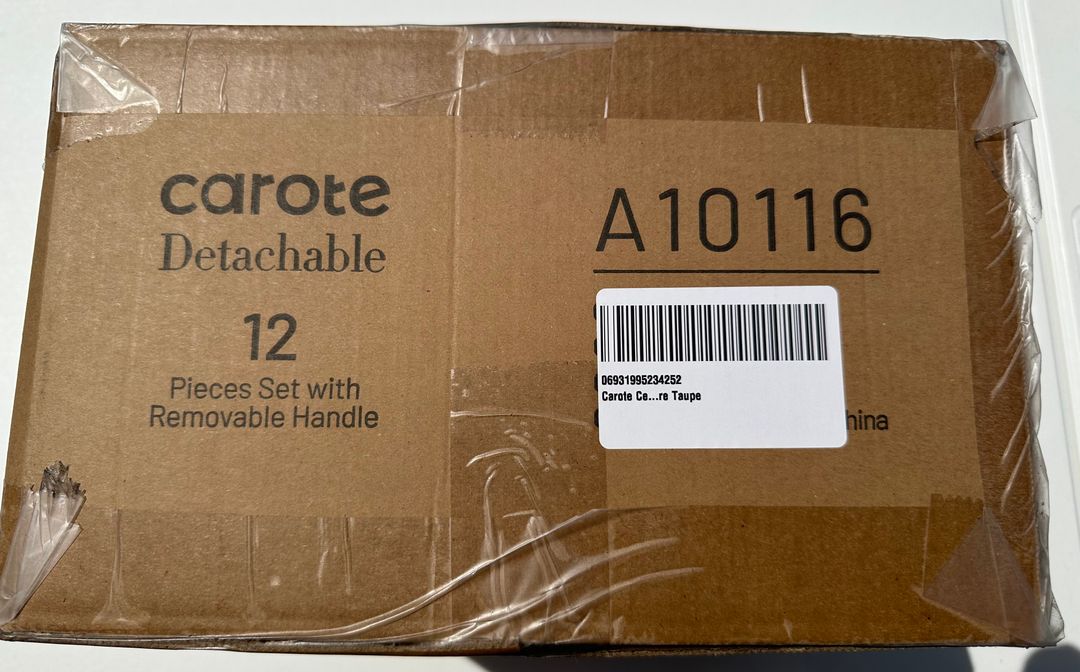 carote
Detachable
12
Pieces Set with
Removable Handle
A10116
06931995234252
Carote Ce...re Taupe
hina